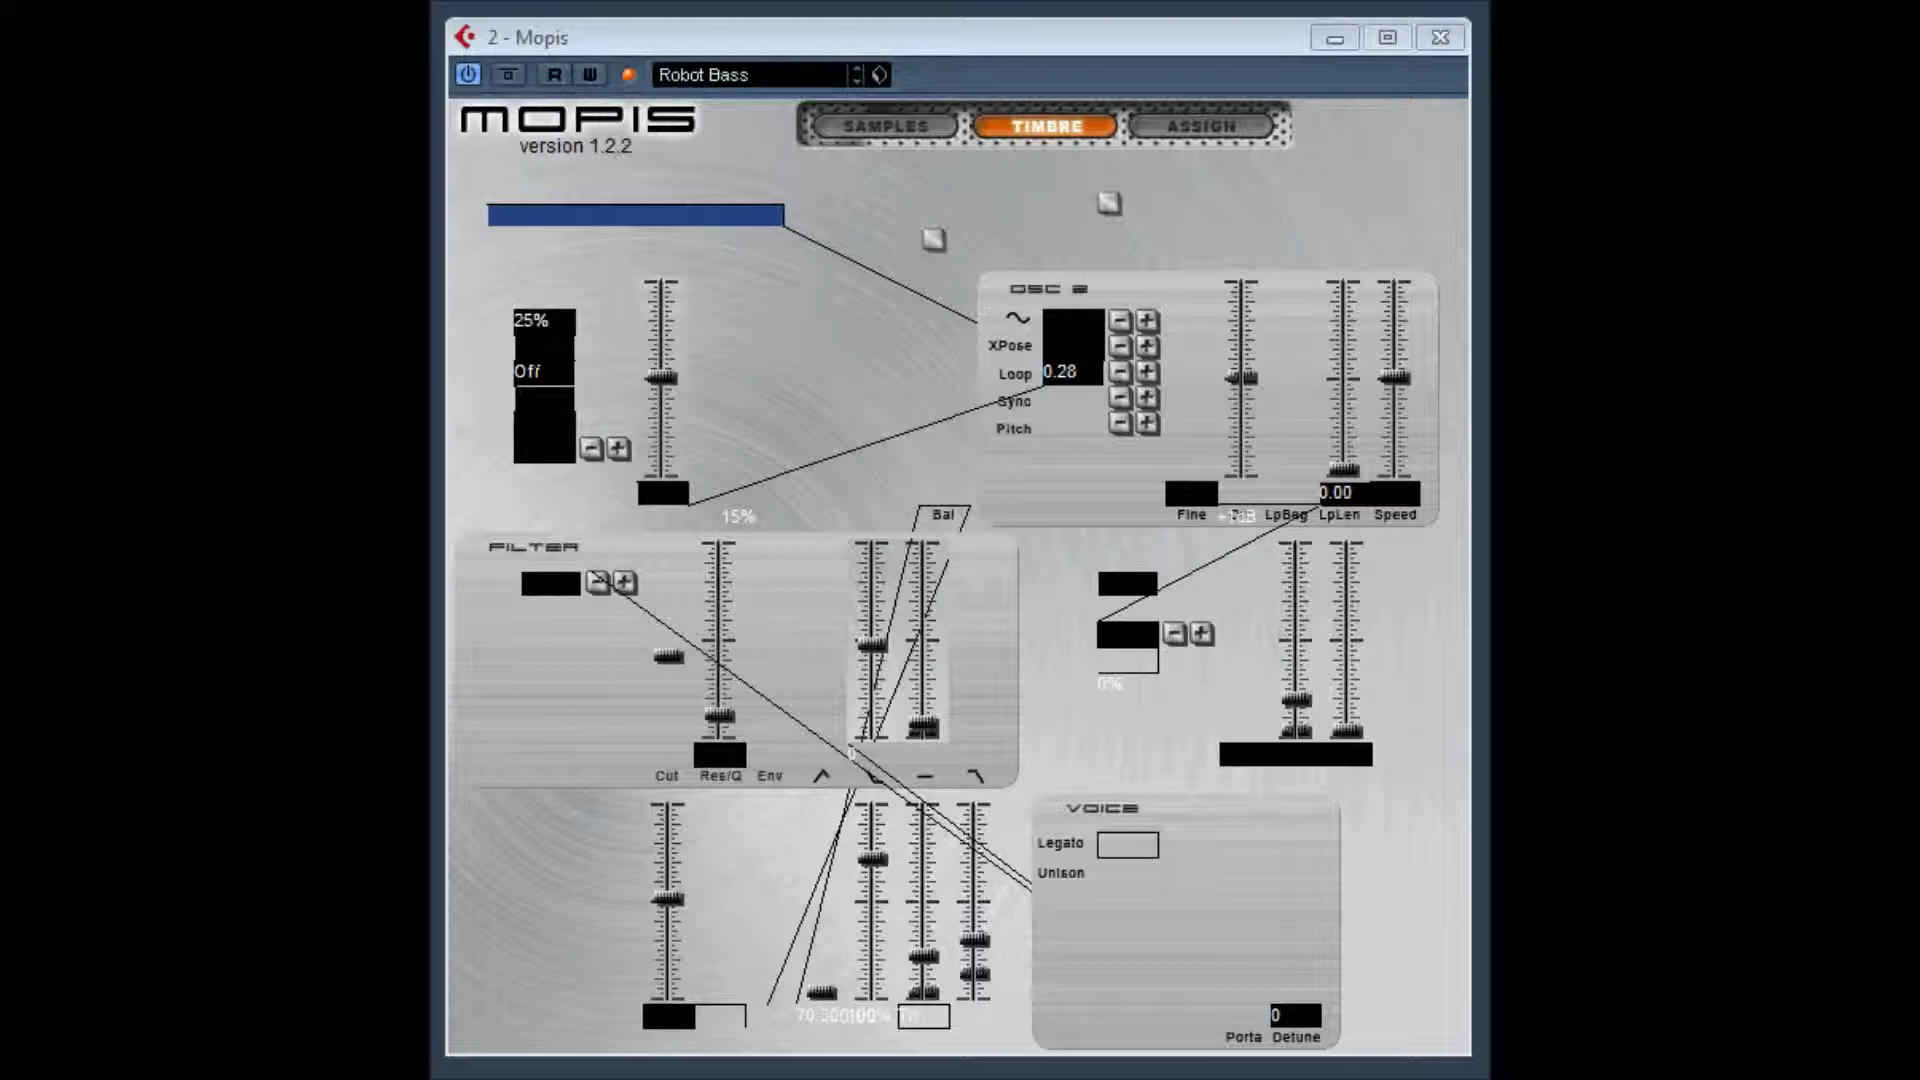 2 - Mopis
R W Robot Bass
MOPIS
version 1.2.2
SAMPLES TIMBRE ASSIGN
OSC 2
25%
XPose
Loop 0.28
Off
Sync
Pitch
0.00
Fine LpBeg LpLen Speed
15%
Bal
FILTER
0%
0
Cut Res/Q Env
VOICE
Legato
Unison
0
Porta Detune